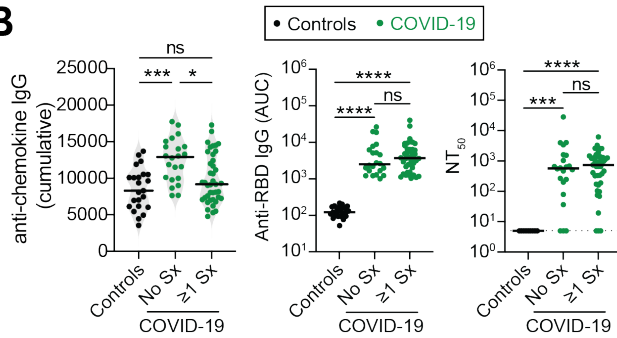 B
Controls COVID-19
anti-chemokine IgG
(cumulative)
25000
20000
15000
10000
5000
0
ns
*** *
Controls
No Sx
≥1 Sx
COVID-19
Anti-RBD IgG (AUC)
10⁶
10⁵
10⁴
10³
10²
10¹
****
**** ns
Controls
No Sx
≥1 Sx
COVID-19
NT₅₀
10⁶
10⁵
10⁴
10³
10²
10¹
10⁰
****
*** ns
Controls
No Sx
≥1 Sx
COVID-19